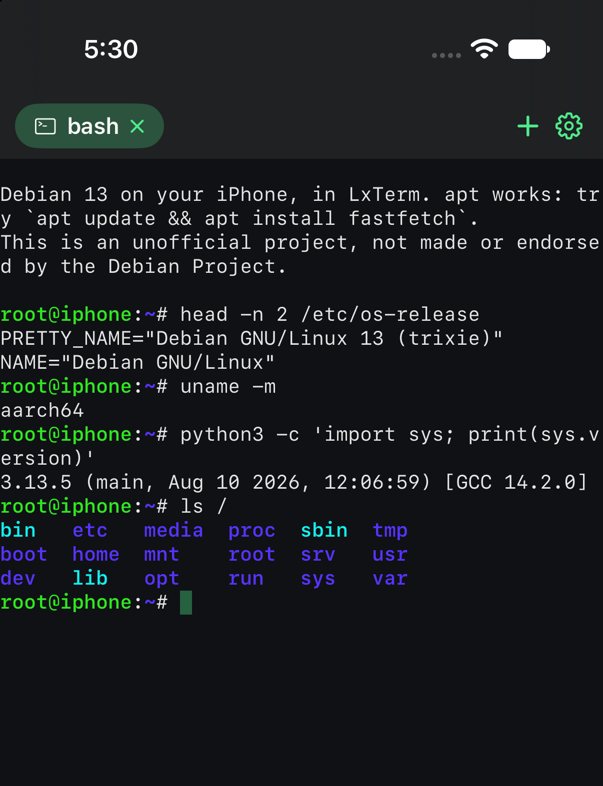 5:30
bash
Debian 13 on your iPhone, in LxTerm. apt works: tr
y `apt update && apt install fastfetch`.
This is an unofficial project, not made or endorse
d by the Debian Project.
root@iphone:~# head -n 2 /etc/os-release
PRETTY_NAME="Debian GNU/Linux 13 (trixie)"
NAME="Debian GNU/Linux"
root@iphone:~# uname -m
aarch64
root@iphone:~# python3 -c 'import sys; print(sys.v
ersion)'
3.13.5 (main, Aug 10 2026, 12:06:59) [GCC 14.2.0]
root@iphone:~# ls /
bin   etc   media  proc  sbin  tmp
boot  home  mnt    root  srv   usr
dev   lib   opt    run   sys   var
root@iphone:~#